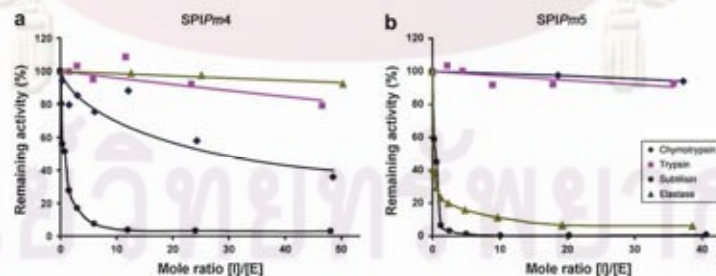 a SPIPm4
120
100
80
60
40
20
0
Remaining activity (%)
0 10 20 30 40 50
Mole ratio [I]/[E]
b SPIPm5
120
100
80
60
40
20
0
Remaining activity (%)
0 10 20 30 40
Mole ratio [I]/[E]
Chymotrypsin
Trypsin
Subtilisin
Elastase